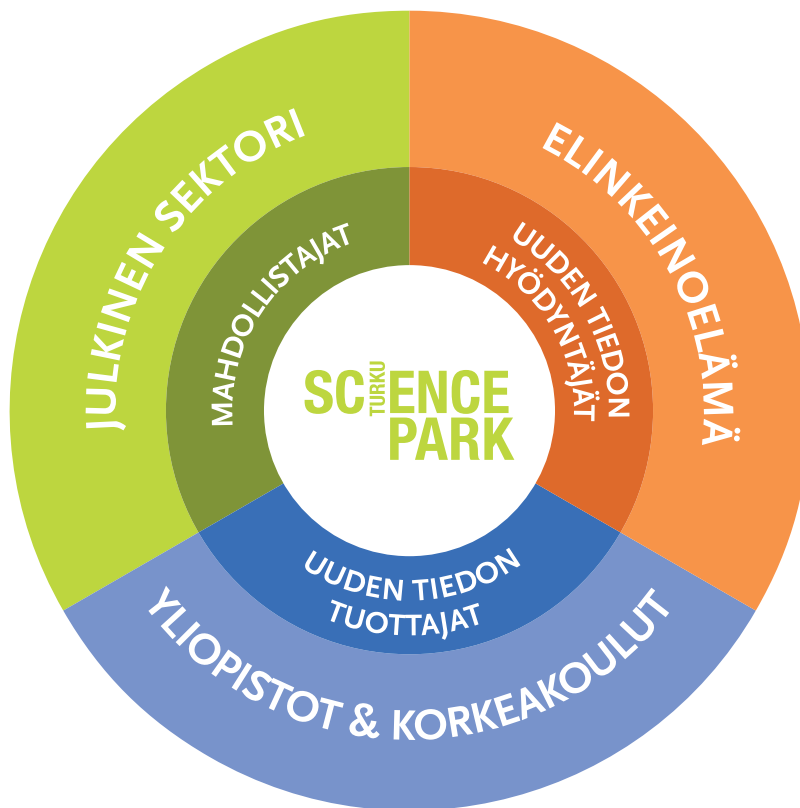 JULKINEN SEKTORI
MAHDOLLISTAJAT
ELINKEINOELÄMÄ
UUDEN TIEDON
HYÖDYNTÄJÄT
TURKU
SCIENCE
PARK
UUDEN TIEDON
TUOTTAJAT
YLIOPISTOT & KORKEAKOULUT